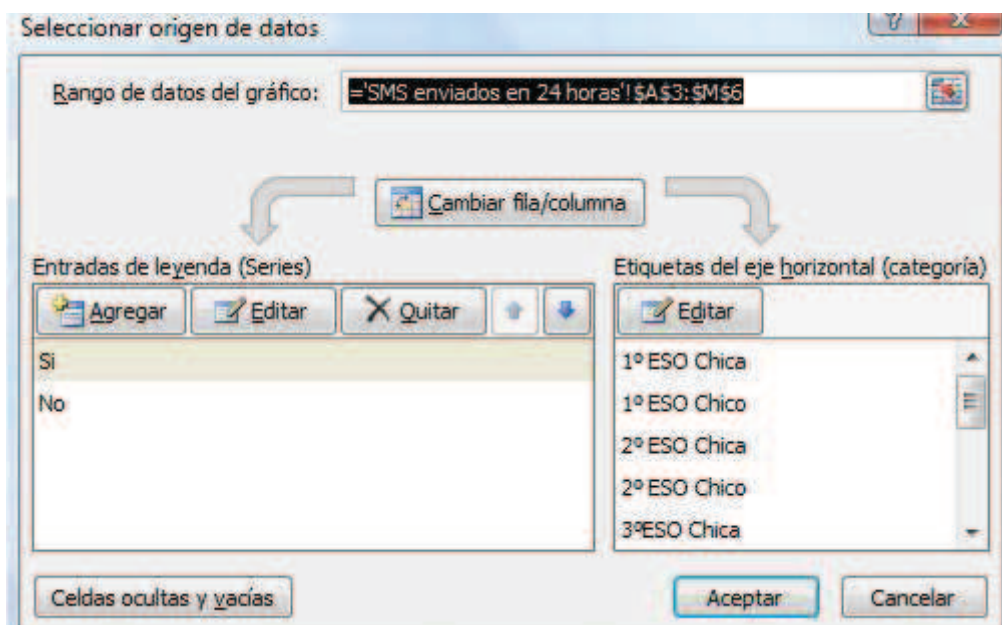 Seleccionar origen de datos
Rango de datos del gráfico: ='SMS enviados en 24 horas'!$A$3:$M$6
Cambiar fila/columna
Entradas de leyenda (Series)
Agregar Editar Quitar
Si
No
Etiquetas del eje horizontal (categoría)
Editar
1º ESO Chica
1º ESO Chico
2º ESO Chica
2º ESO Chico
3ºESO Chica
Celdas ocultas y vacías Aceptar Cancelar